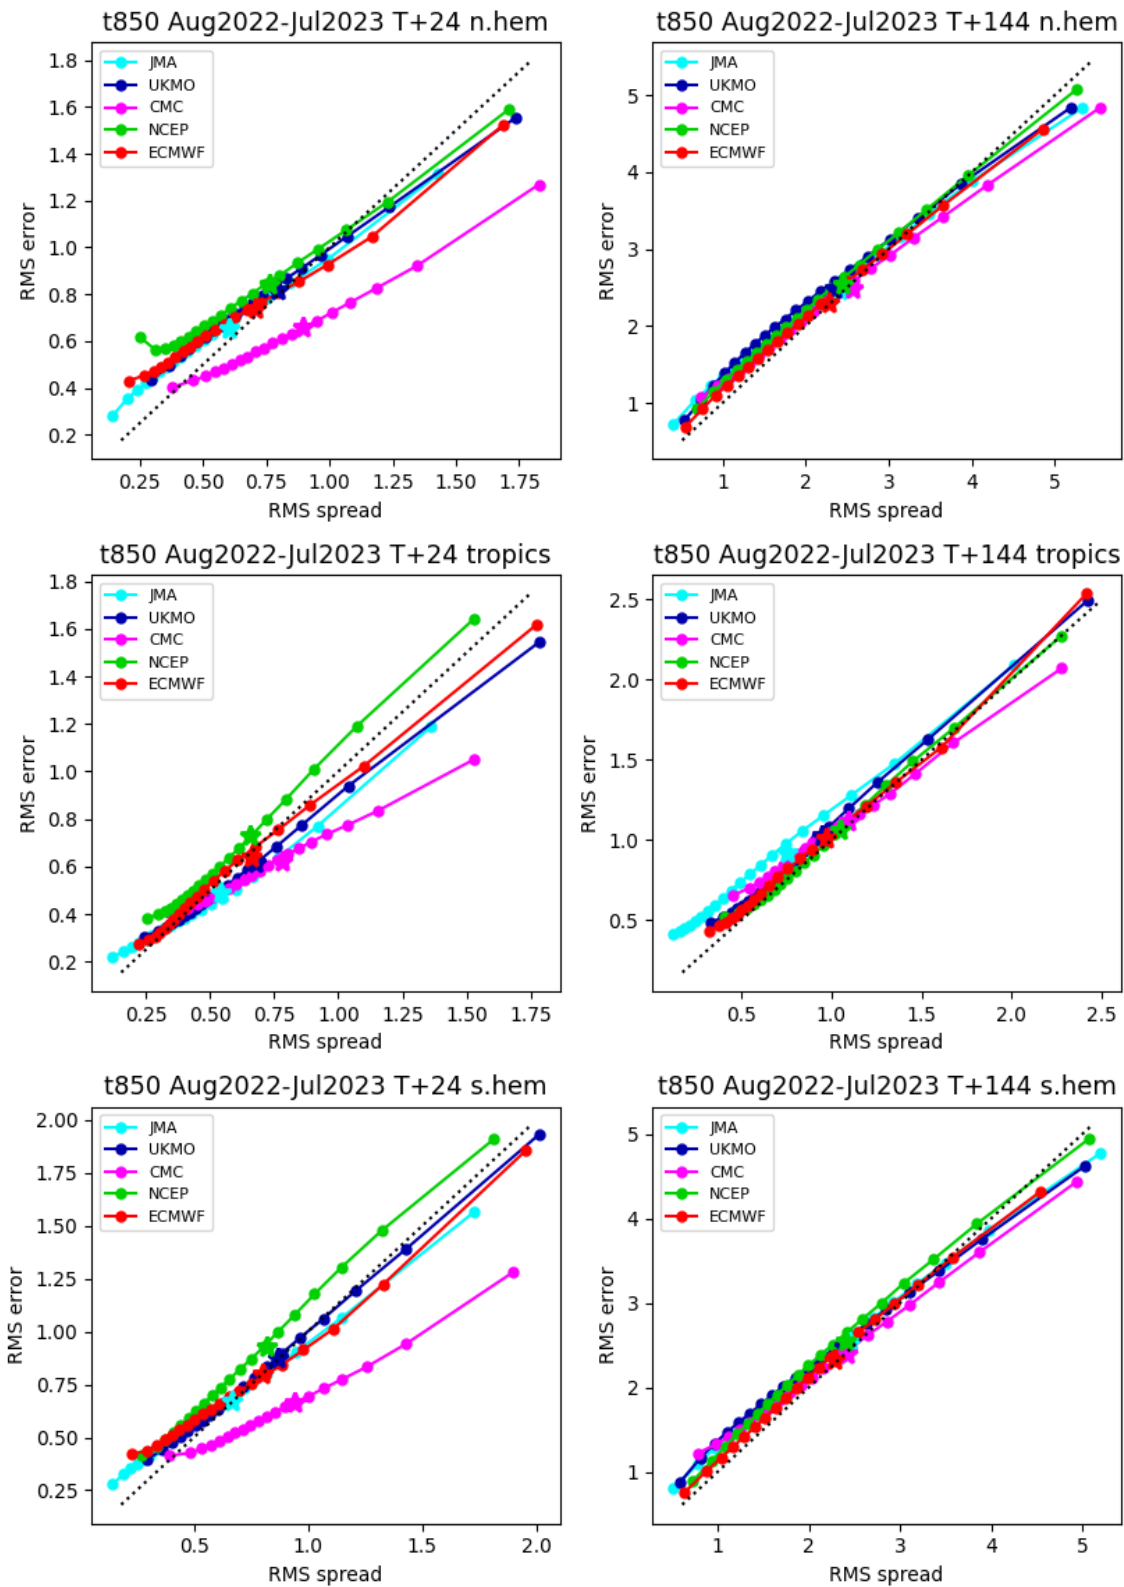 t850 Aug2022-Jul2023 T+24 n.hem
1.8
1.6
1.4
1.2
1.0
0.8
0.6
0.4
0.2
RMS error
JMA
UKMO
CMC
NCEP
ECMWF
0.25 0.50 0.75 1.00 1.25 1.50 1.75
RMS spread
t850 Aug2022-Jul2023 T+144 n.hem
5
4
3
2
1
RMS error
JMA
UKMO
CMC
NCEP
ECMWF
1 2 3 4 5
RMS spread
t850 Aug2022-Jul2023 T+24 tropics
1.8
1.6
1.4
1.2
1.0
0.8
0.6
0.4
0.2
RMS error
JMA
UKMO
CMC
NCEP
ECMWF
0.25 0.50 0.75 1.00 1.25 1.50 1.75
RMS spread
t850 Aug2022-Jul2023 T+144 tropics
2.5
2.0
1.5
1.0
0.5
RMS error
JMA
UKMO
CMC
NCEP
ECMWF
0.5 1.0 1.5 2.0 2.5
RMS spread
t850 Aug2022-Jul2023 T+24 s.hem
2.00
1.75
1.50
1.25
1.00
0.75
0.50
0.25
RMS error
JMA
UKMO
CMC
NCEP
ECMWF
0.5 1.0 1.5 2.0
RMS spread
t850 Aug2022-Jul2023 T+144 s.hem
5
4
3
2
1
RMS error
JMA
UKMO
CMC
NCEP
ECMWF
1 2 3 4 5
RMS spread